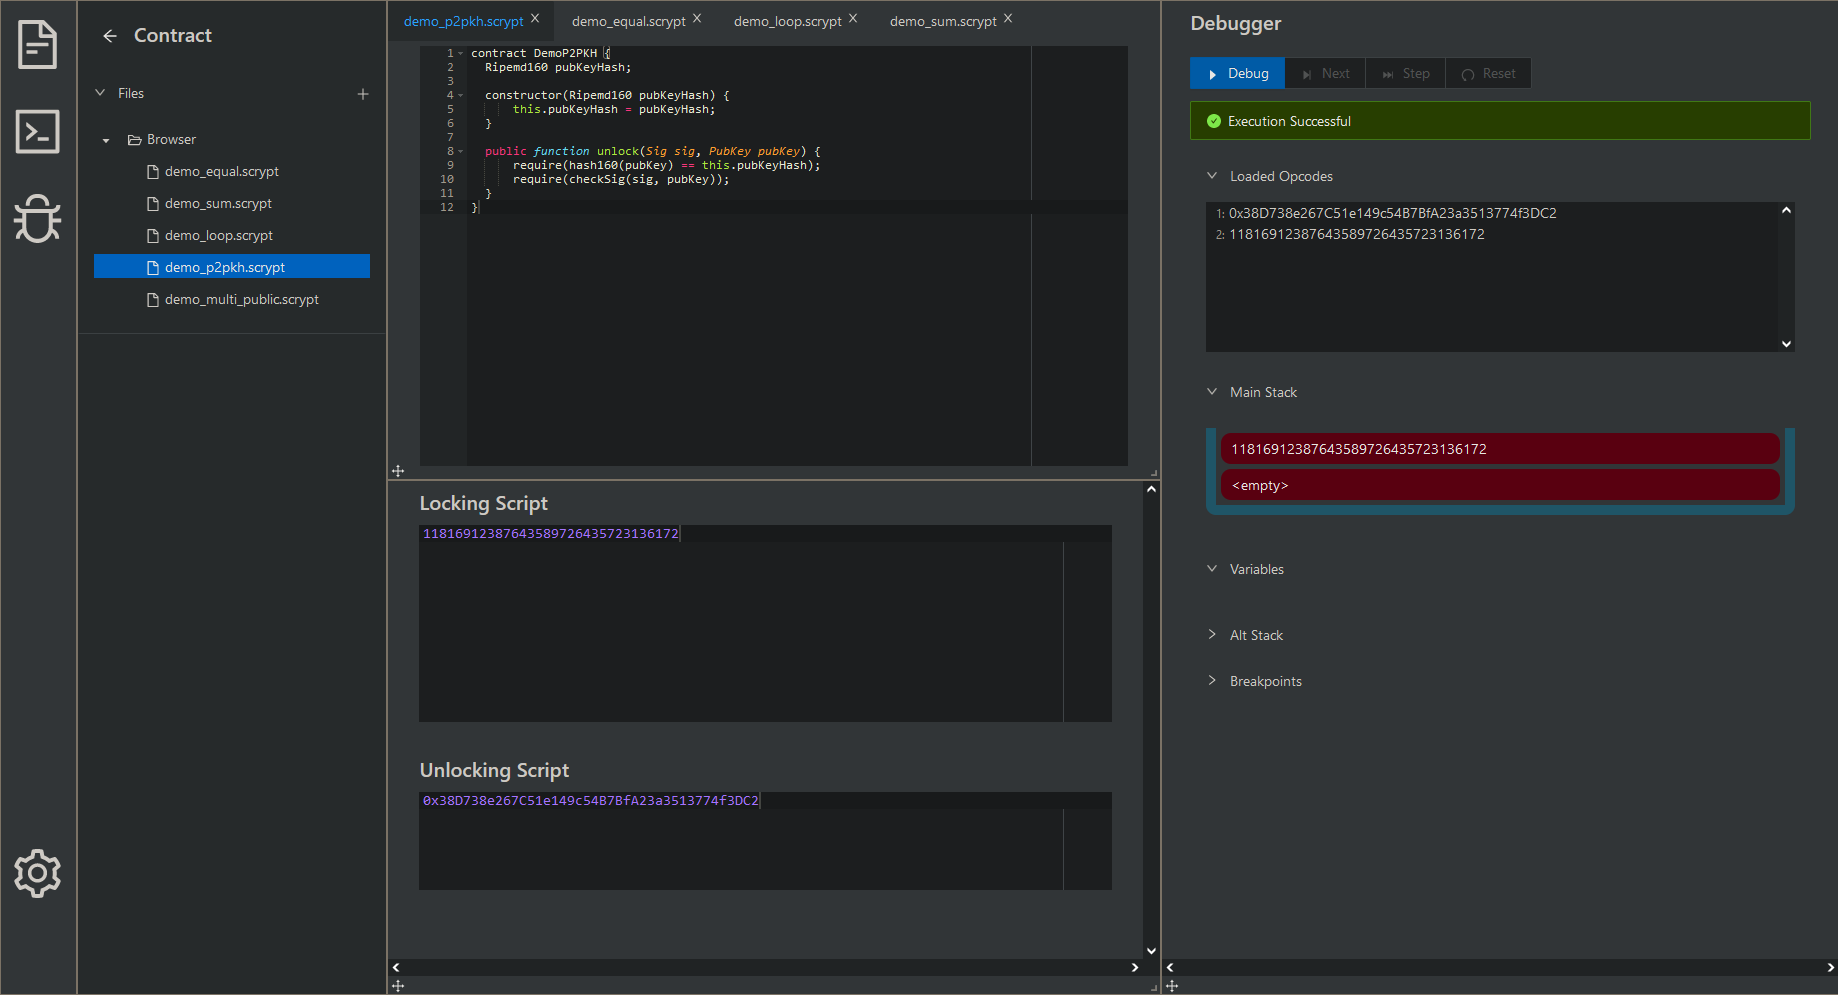 Contract
Files
Browser
demo_equal.scrypt
demo_sum.scrypt
demo_loop.scrypt
demo_p2pkh.scrypt
demo_multi_public.scrypt
demo_p2pkh.scrypt X demo_equal.scrypt X demo_loop.scrypt X demo_sum.scrypt X
1 contract DemoP2PKH {
2 Ripemd160 pubKeyHash;
3
4 constructor(Ripemd160 pubKeyHash) {
5 this.pubKeyHash = pubKeyHash;
6 }
7
8 public function unlock(Sig sig, PubKey pubKey) {
9 require(hash160(pubKey) == this.pubKeyHash);
10 require(checkSig(sig, pubKey));
11 }
12 }
Locking Script
11816912387643589726435723136172
Unlocking Script
0x38D738e267C51e149c54B7BfA23a3513774f3DC2
Debugger
Debug Next Step Reset
Execution Successful
Loaded Opcodes
1: 0x38D738e267C51e149c54B7BfA23a3513774f3DC2
2: 11816912387643589726435723136172
Main Stack
11816912387643589726435723136172
<empty>
Variables
Alt Stack
Breakpoints